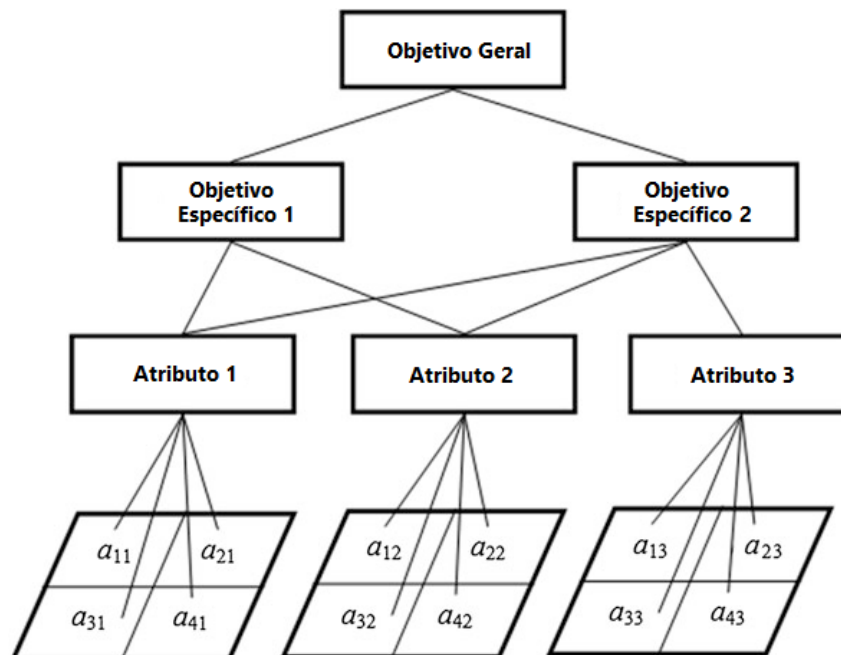 Objetivo Geral
Objetivo
Específico 1
Objetivo
Específico 2
Atributo 1
Atributo 2
Atributo 3
a11
a21
a12
a22
a13
a23
a31
a41
a32
a42
a33
a43